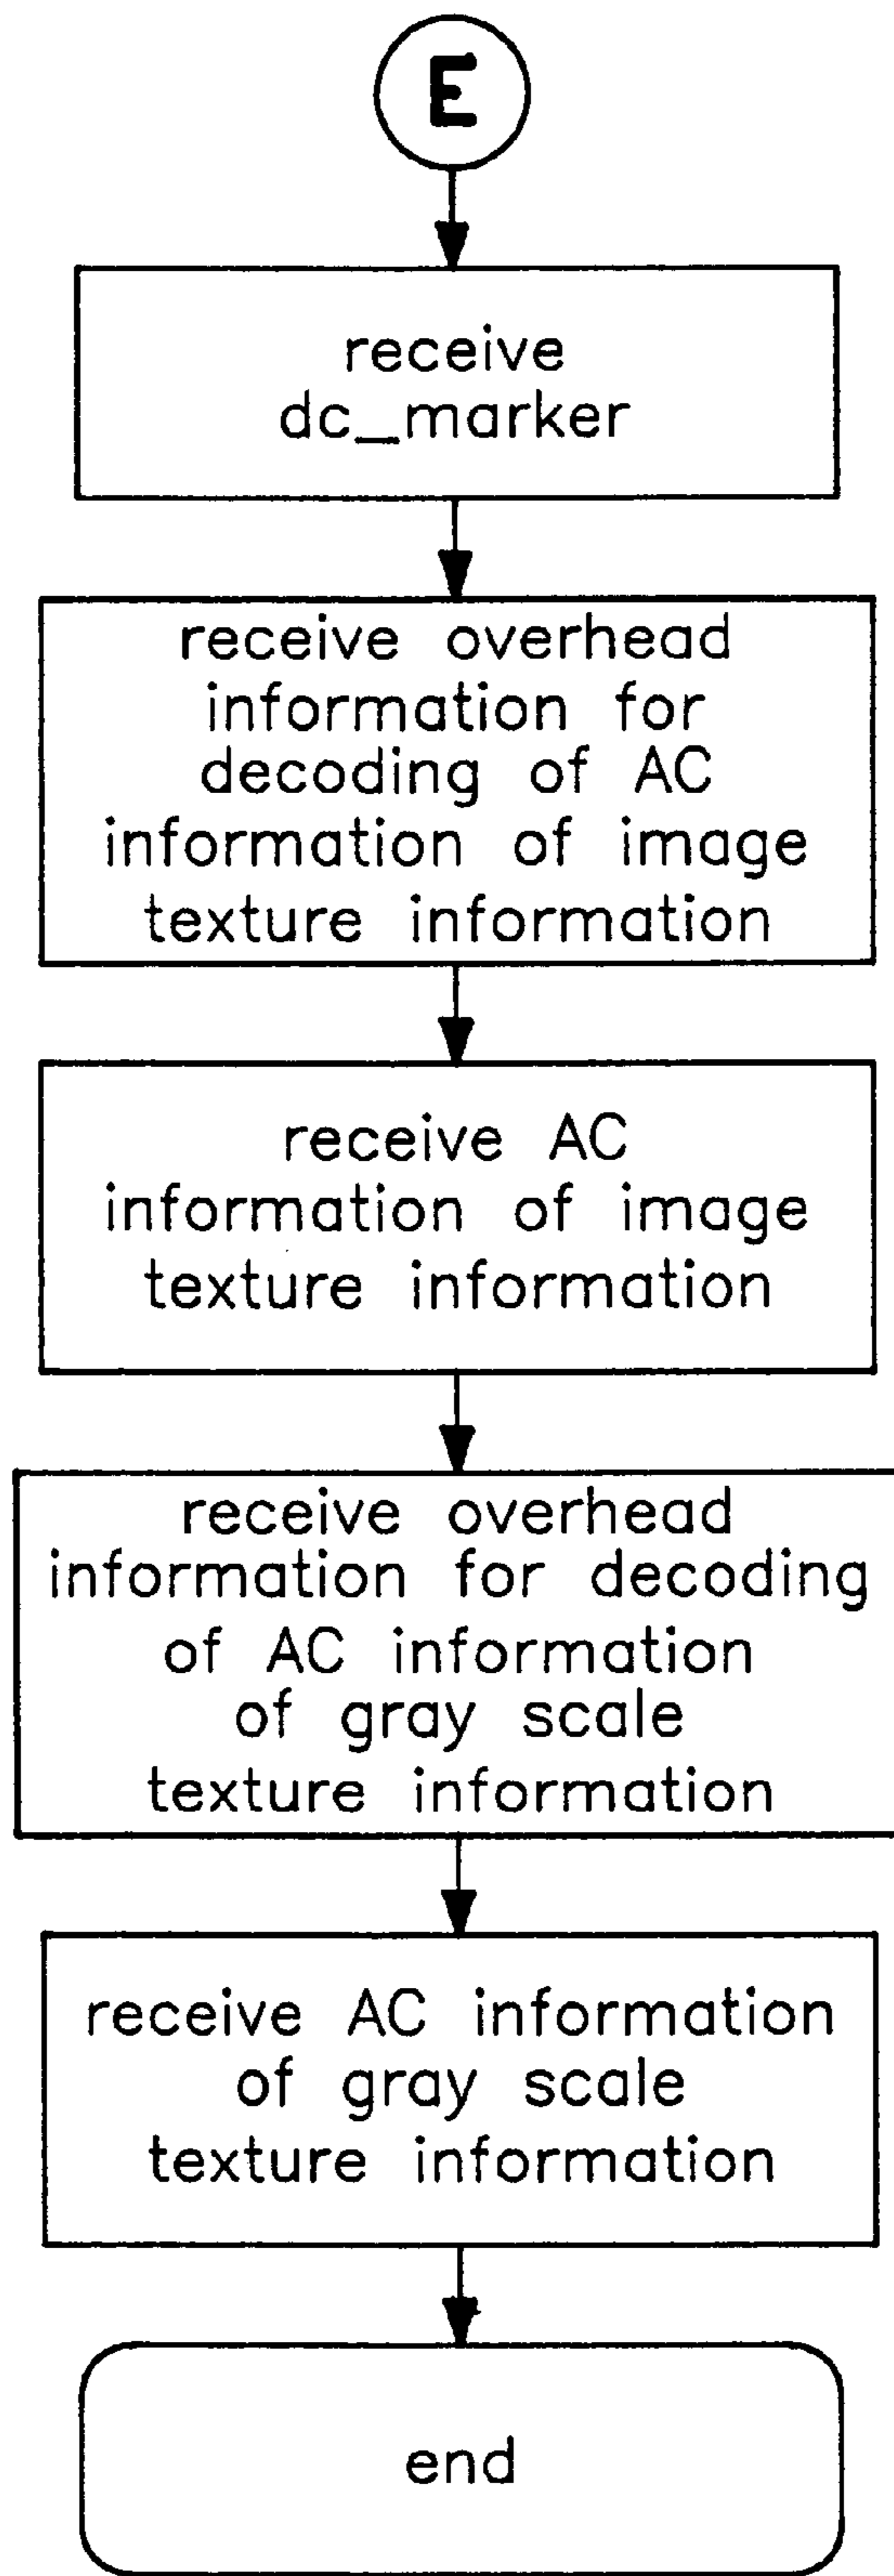 E
receive
dc_marker
receive overhead
information for
decoding of AC
information of image
texture information
receive AC
information of image
texture information
receive overhead
information for decoding
of AC information
of gray scale
texture information
receive AC information
of gray scale
texture information
end